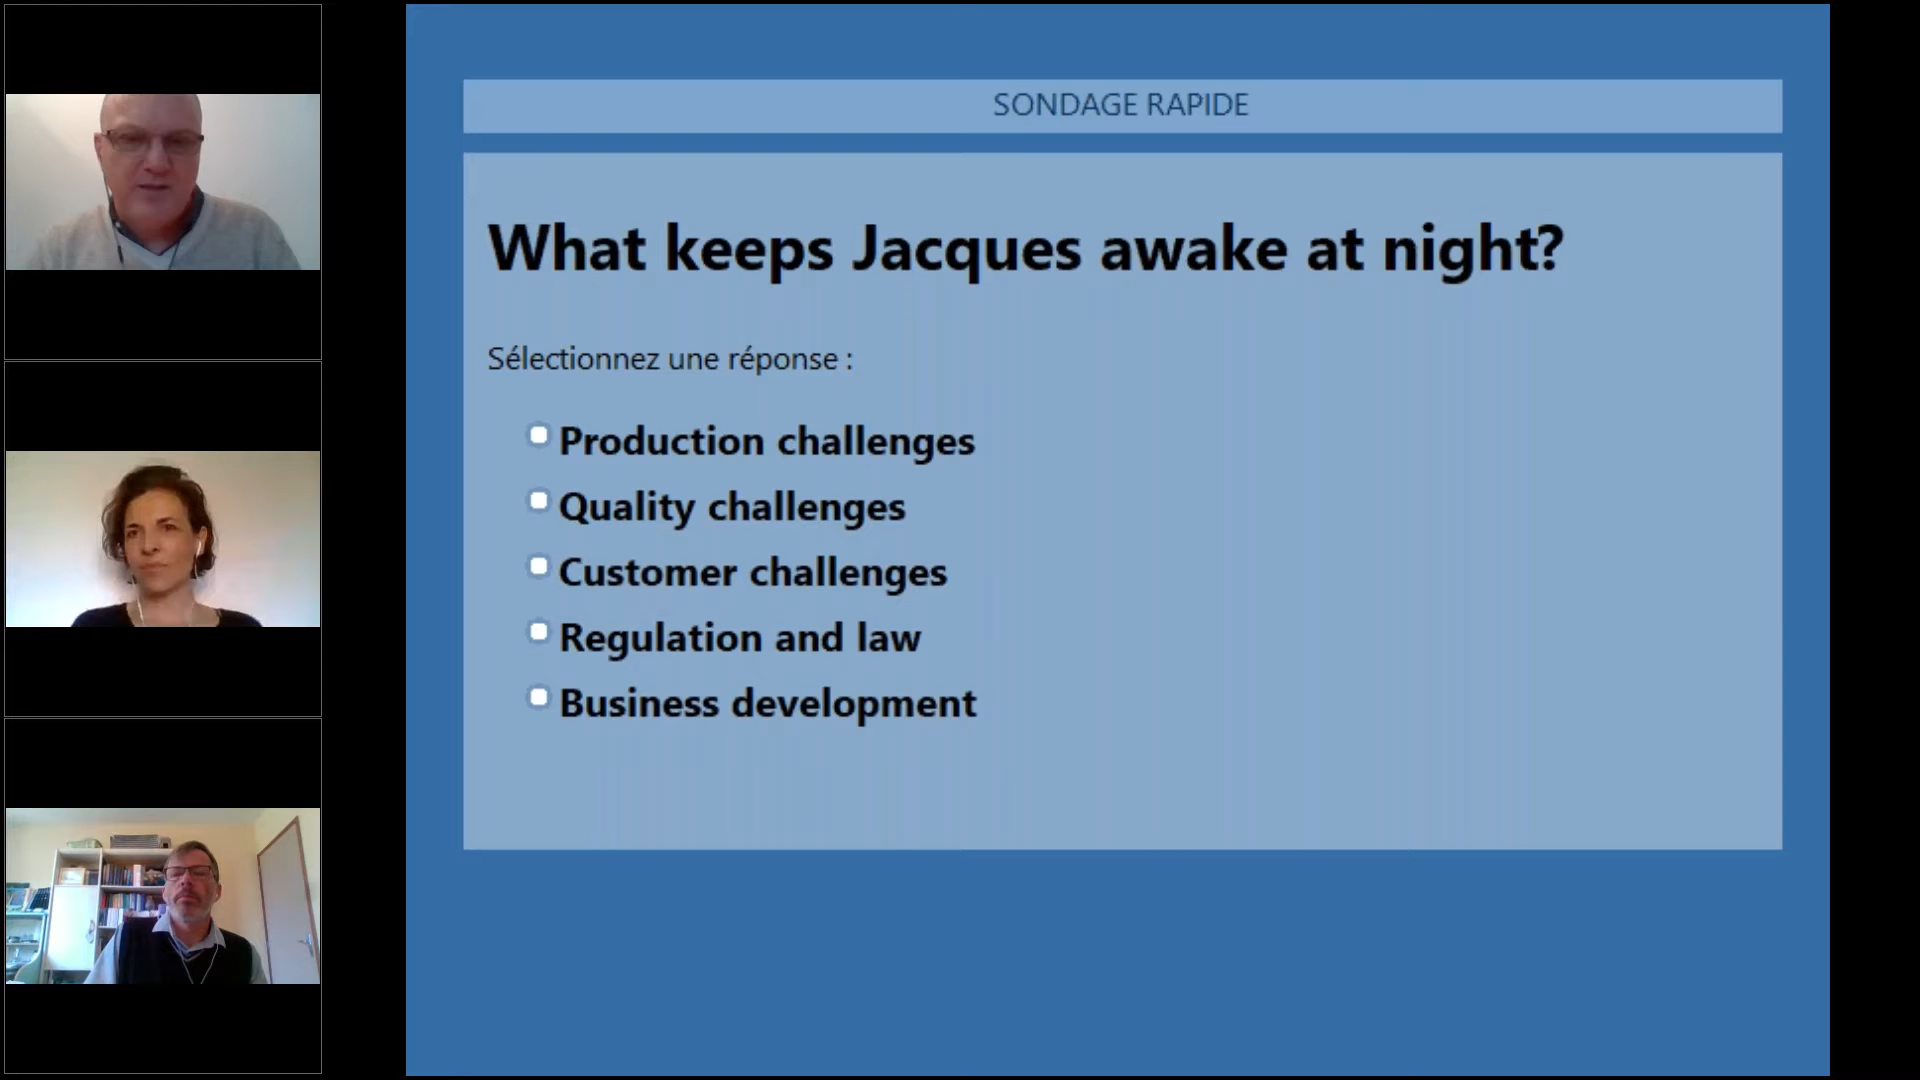 SONDAGE RAPIDE
What keeps Jacques awake at night?
Sélectionnez une réponse :
Production challenges
Quality challenges
Customer challenges
Regulation and law
Business development